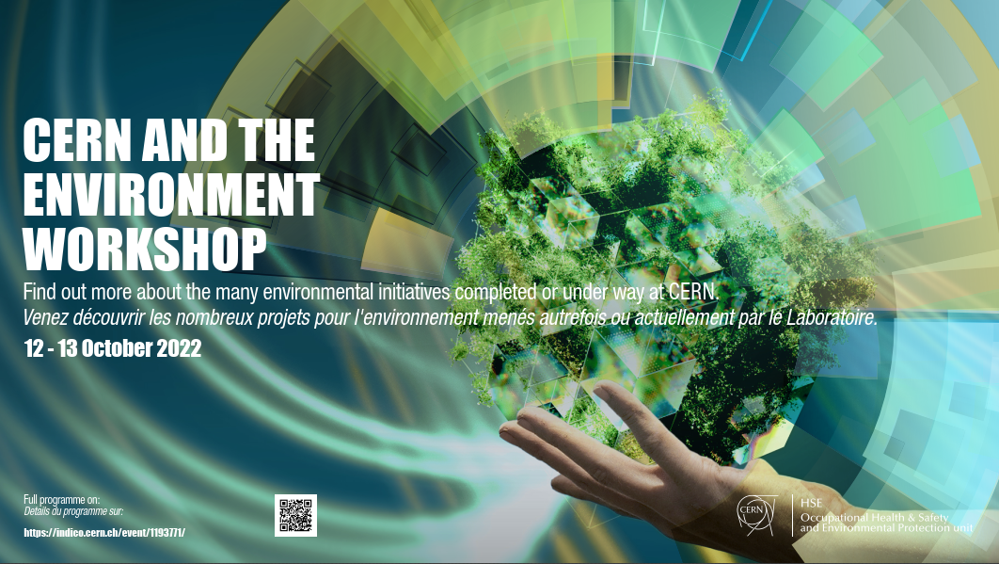 CERN AND THE
ENVIRONMENT
WORKSHOP
Find out more about the many environmental initiatives completed or under way at CERN.
Venez découvrir les nombreux projets pour l'environnement menés autrefois ou actuellement par le Laboratoire.
12 - 13 October 2022
Full programme on:
Details du programme sur:
https://indico.cern.ch/event/1193771/
CERN
HSE
Occupational Health & Safety
and Environmental Protection unit